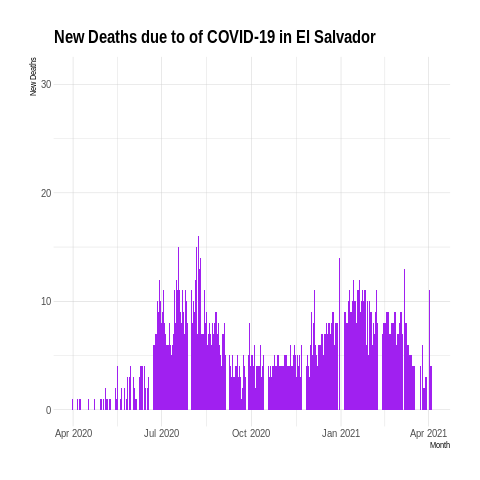 New Deaths due to of COVID-19 in El Salvador
New Deaths
30
20
10
0
Apr 2020
Jul 2020
Oct 2020
Jan 2021
Apr 2021
Month